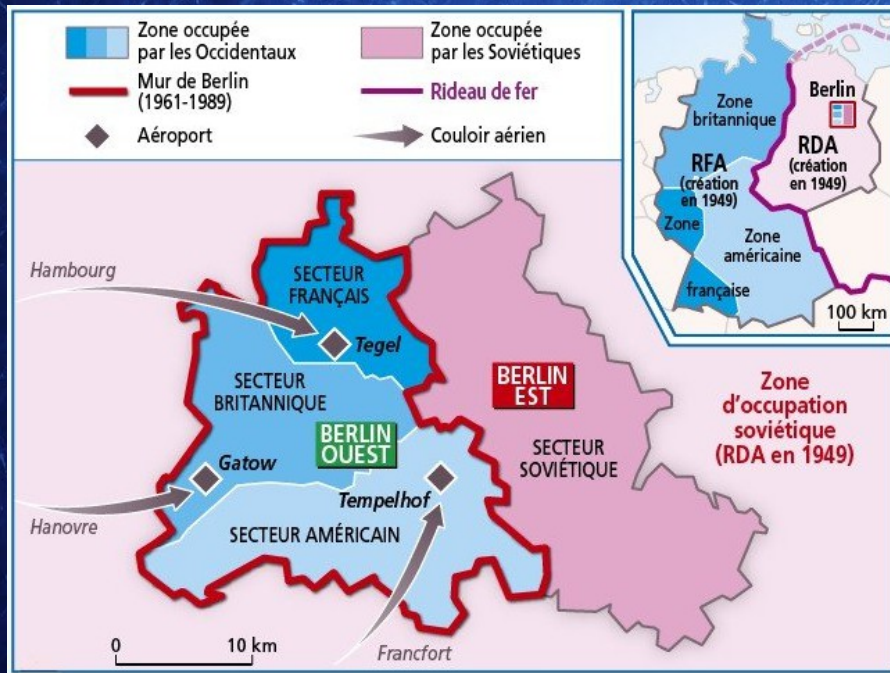 Zone occupée
par les Occidentaux
Mur de Berlin
(1961-1989)
Aéroport
Zone occupée
par les Soviétiques
Rideau de fer
Couloir aérien
Zone
britannique
Berlin
RFA
(création
en 1949)
RDA
(création
en 1949)
Zone
française
Zone
américaine
100 km
Hambourg
SECTEUR
FRANÇAIS
Tegel
SECTEUR
BRITANNIQUE
BERLIN
OUEST
BERLIN
EST
SECTEUR
SOVIÉTIQUE
Zone
d'occupation
soviétique
(RDA en 1949)
Gatow
Tempelhof
Hanovre
SECTEUR AMÉRICAIN
Francfort
0 10 km